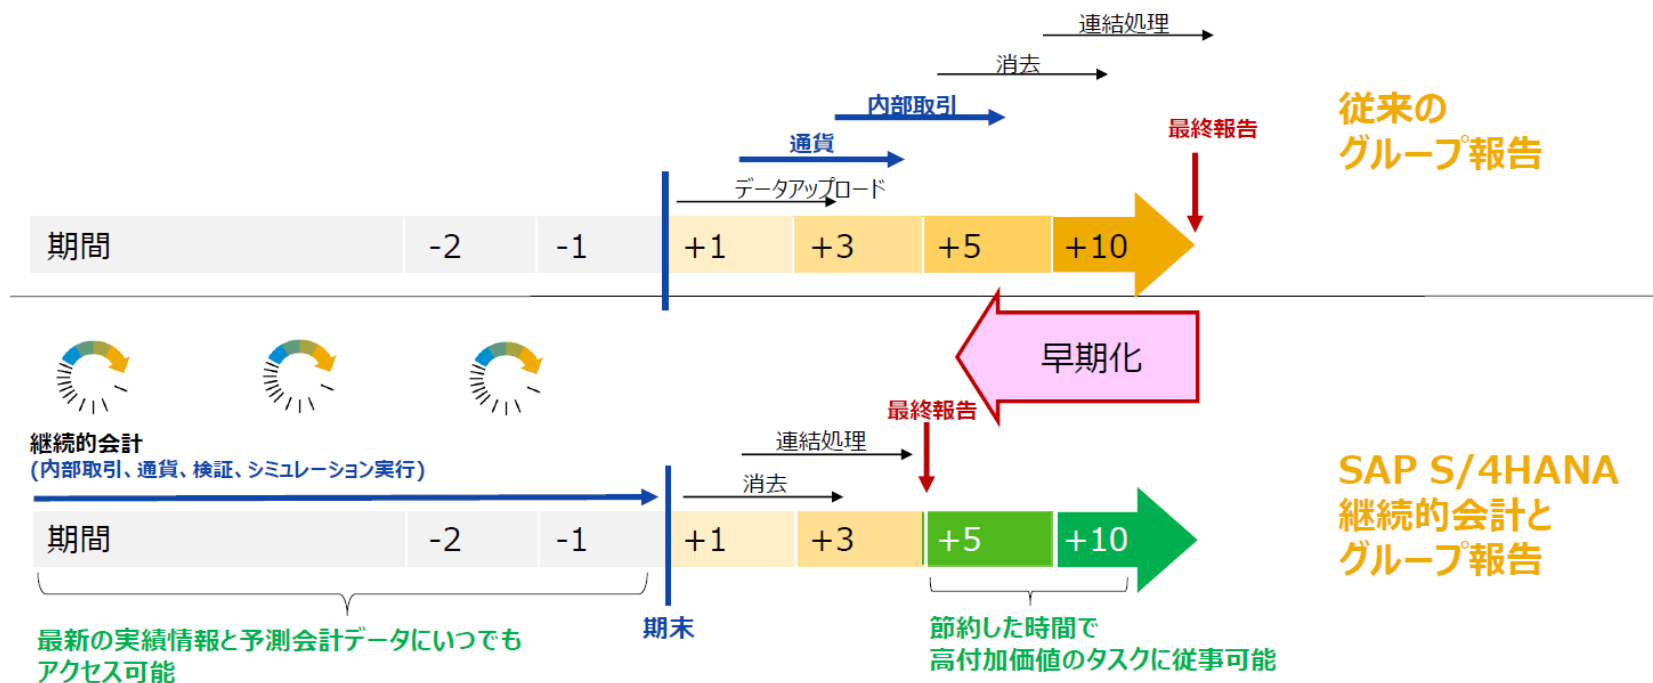 連結処理
消去
内部取引
通貨
データアップロード
最終報告
従来の
グループ報告
期間 -2 -1 +1 +3 +5 +10
早期化
最終報告
継続的会計
(内部取引、通貨、検証、シミュレーション実行)
連結処理
消去
SAP S/4HANA
継続的会計と
グループ報告
期間 -2 -1 +1 +3 +5 +10
期末
最新の実績情報と予測会計データにいつでも
アクセス可能
節約した時間で
高付加価値のタスクに従事可能